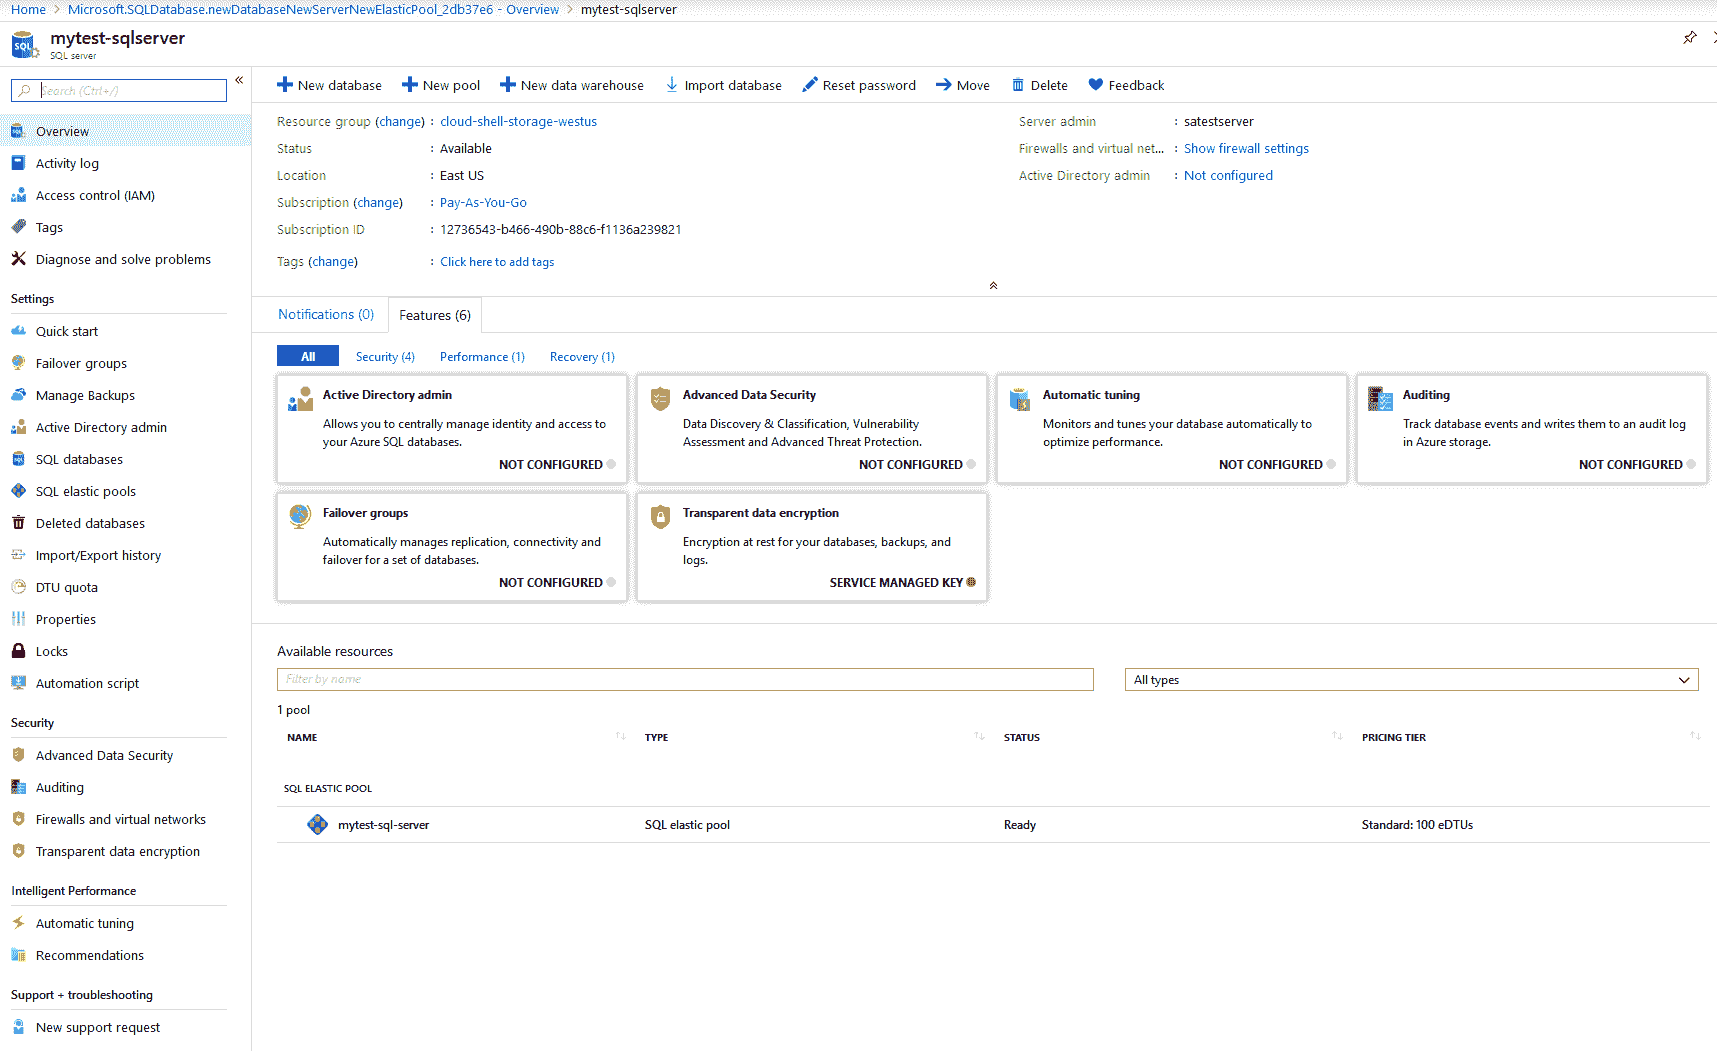 Home > Microsoft.SQLDatabase.newDatabaseNewServerNewElasticPool_2db37e6 - Overview > mytest-sqlserver
mytest-sqlserver
SQL server
Search (Ctrl+/)
«
Overview
Activity log
Access control (IAM)
Tags
Diagnose and solve problems
Settings
Quick start
Failover groups
Manage Backups
Active Directory admin
SQL databases
SQL elastic pools
Deleted databases
Import/Export history
DTU quota
Properties
Locks
Automation script
Security
Advanced Data Security
Auditing
Firewalls and virtual networks
Transparent data encryption
Intelligent Performance
Automatic tuning
Recommendations
Support + troubleshooting
New support request
New database New pool New data warehouse Import database Reset password Move Delete Feedback
Resource group (change) : cloud-shell-storage-westus
Status : Available
Location : East US
Subscription (change) : Pay-As-You-Go
Subscription ID : 12736543-b466-490b-88c6-f1136a239821
Tags (change) : Click here to add tags
Server admin : satestserver
Firewalls and virtual net... : Show firewall settings
Active Directory admin : Not configured
Notifications (0) Features (6)
All Security (4) Performance (1) Recovery (1)
Active Directory admin
Allows you to centrally manage identity and access to
your Azure SQL databases.
NOT CONFIGURED
Advanced Data Security
Data Discovery & Classification, Vulnerability
Assessment and Advanced Threat Protection.
NOT CONFIGURED
Automatic tuning
Monitors and tunes your database automatically to
optimize performance.
NOT CONFIGURED
Auditing
Track database events and writes them to an audit log
in Azure storage.
NOT CONFIGURED
Failover groups
Automatically manages replication, connectivity and
failover for a set of databases.
NOT CONFIGURED
Transparent data encryption
Encryption at rest for your databases, backups, and
logs.
SERVICE MANAGED KEY
Available resources
Filter by name
All types
1 pool
NAME TYPE STATUS PRICING TIER
SQL ELASTIC POOL
mytest-sql-server SQL elastic pool Ready Standard: 100 eDTUs